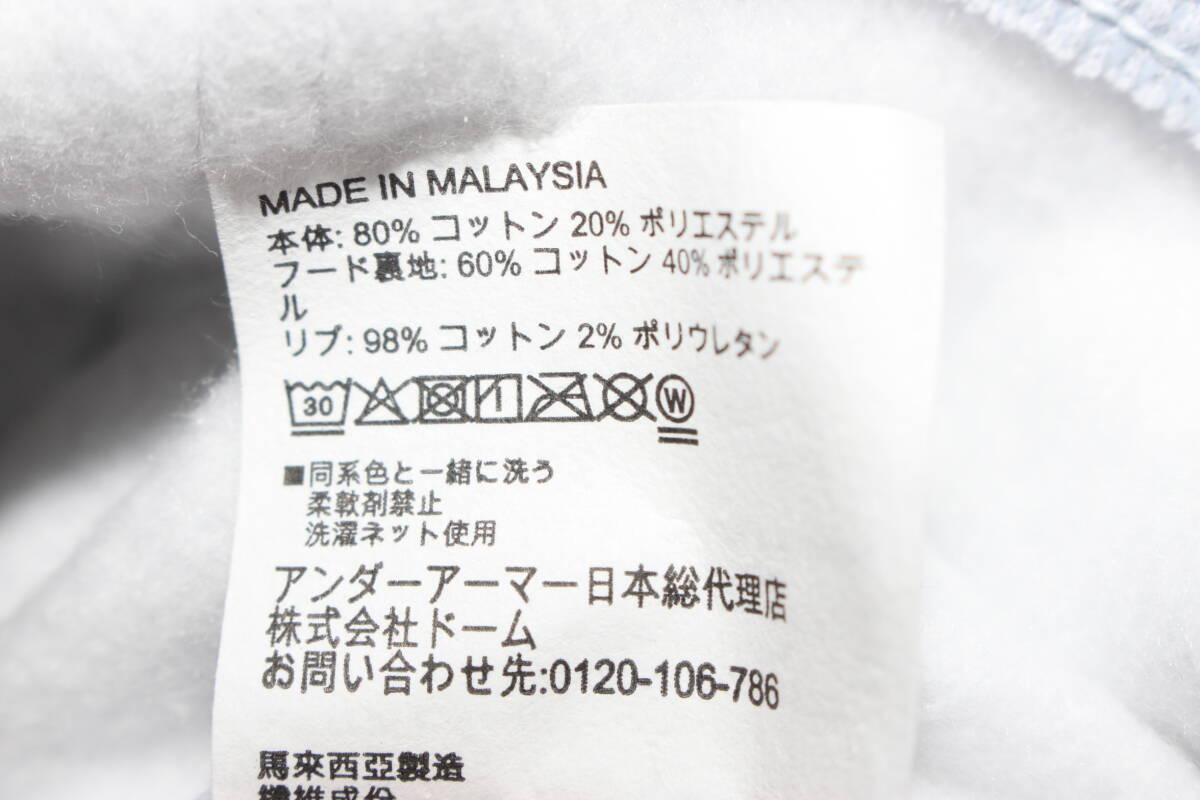 MADE IN MALAYSIA
本体: 80% コットン 20% ポリエステル
フード裏地: 60% コットン 40% ポリエステ
ル
リブ: 98% コットン 2% ポリウレタン
30 W
■同系色と一緒に洗う
柔軟剤禁止
洗濯ネット使用
アンダーアーマー日本総代理店
株式会社ドーム
お問い合わせ先:0120-106-786
馬來西亞製造
纖維成份